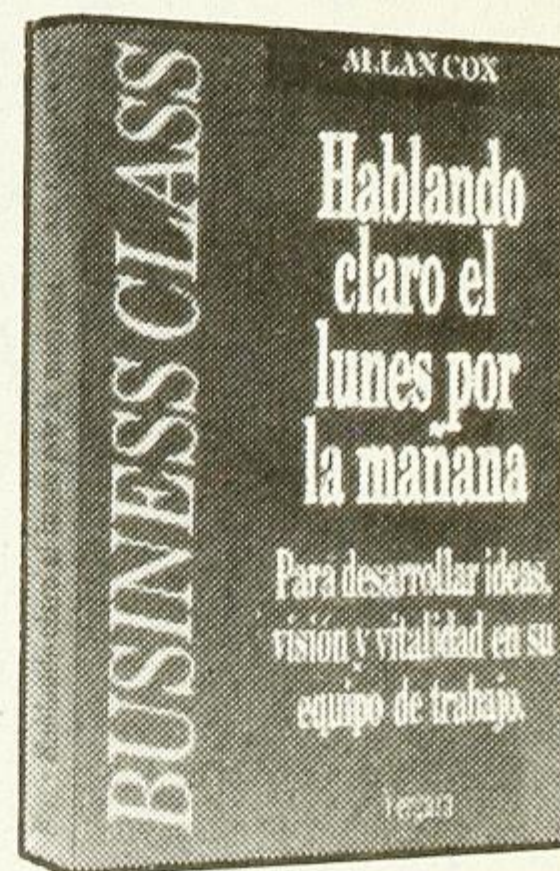 BUSINESS CLASS
ALLAN COX
Hablando
claro el
lunes por
la mañana
Para desarrollar ideas,
visión y vitalidad en su
equipo de trabajo.
Vergara